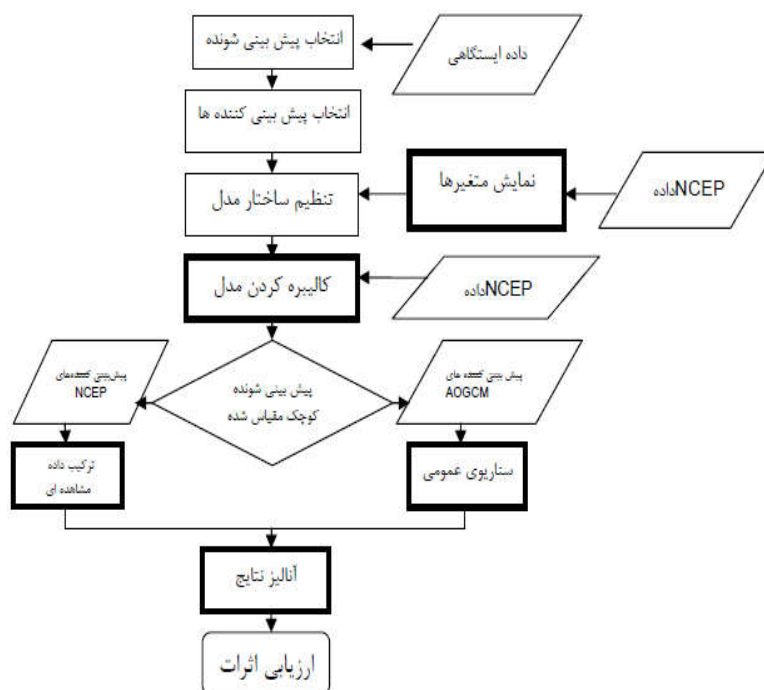 انتخاب پیش بینی شونده
داده ایستگاهی
انتخاب پیش بینی کننده ها
تنظیم ساختار مدل
نمایش متغیرها
دادهNCEP
کالیبره کردن مدل
دادهNCEP
پیش‌بینی کننده‌های
NCEP
پیش بینی شونده
کوچک مقیاس شده
پیش بینی کننده های
AOGCM
ترکیب داده
مشاهده ای
سناریوی عمومی
آنالیز نتایج
ارزیابی اثرات